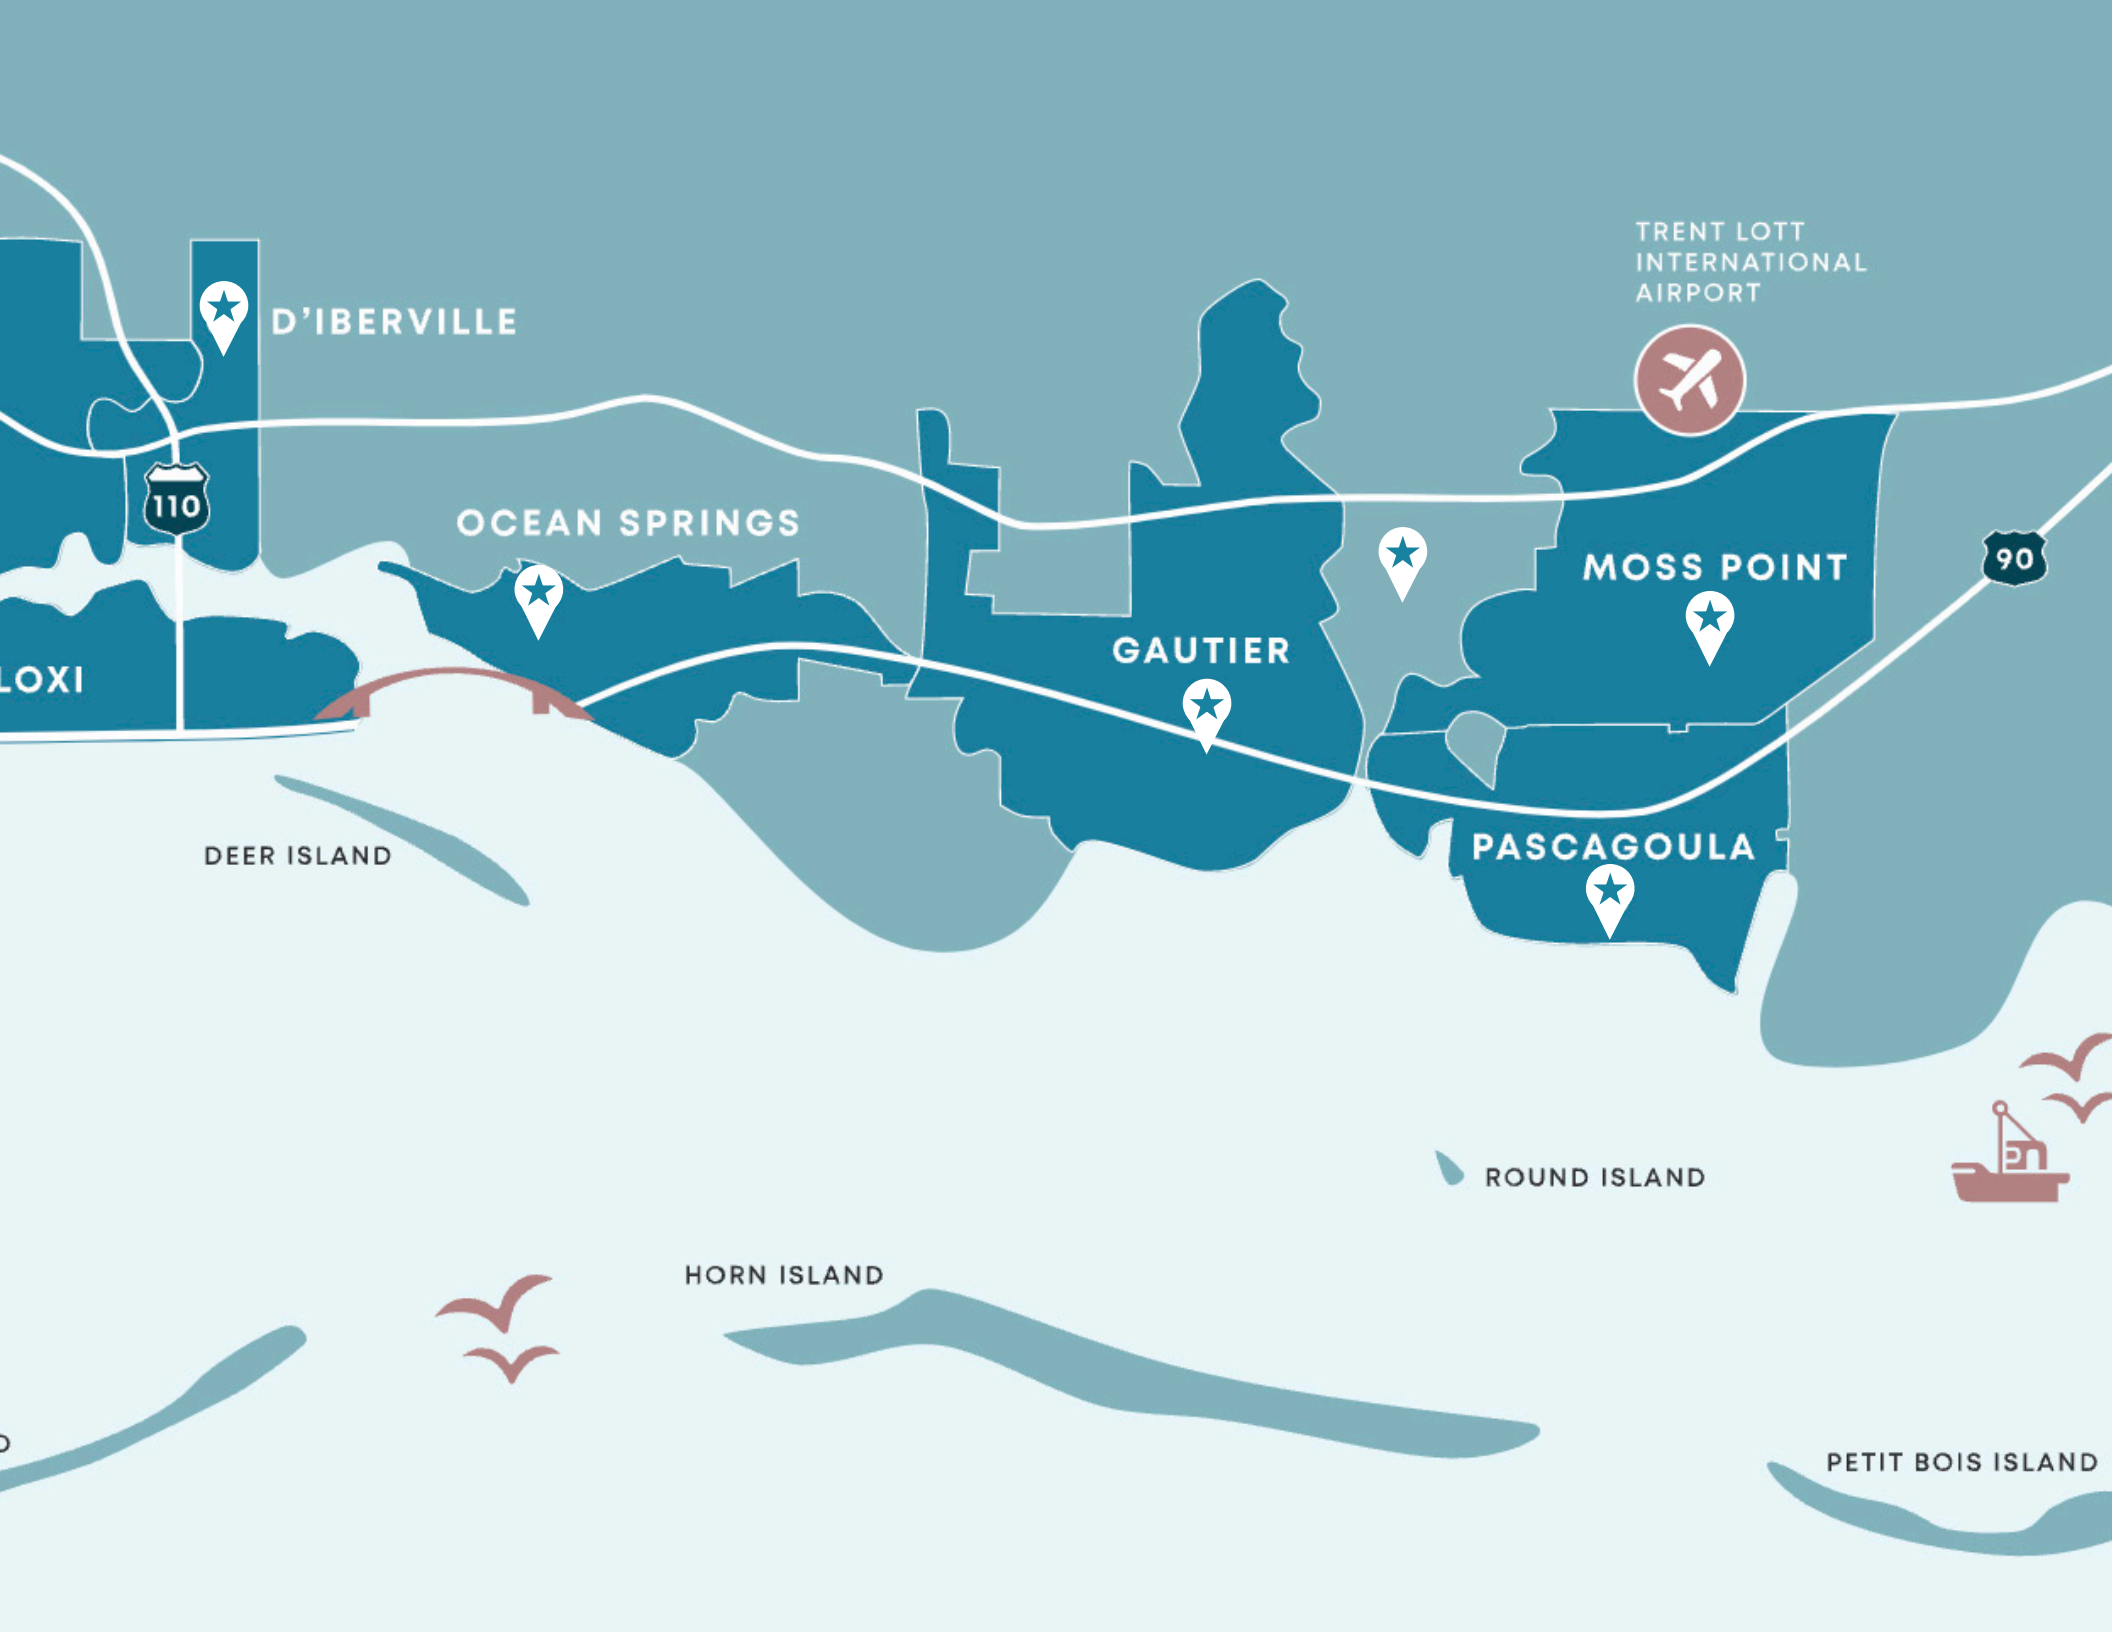 TRENT LOTT
INTERNATIONAL
AIRPORT
D’IBERVILLE
110
OCEAN SPRINGS
MOSS POINT
90
GAUTIER
LOXI
PASCAGOULA
DEER ISLAND
ROUND ISLAND
HORN ISLAND
PETIT BOIS ISLAND